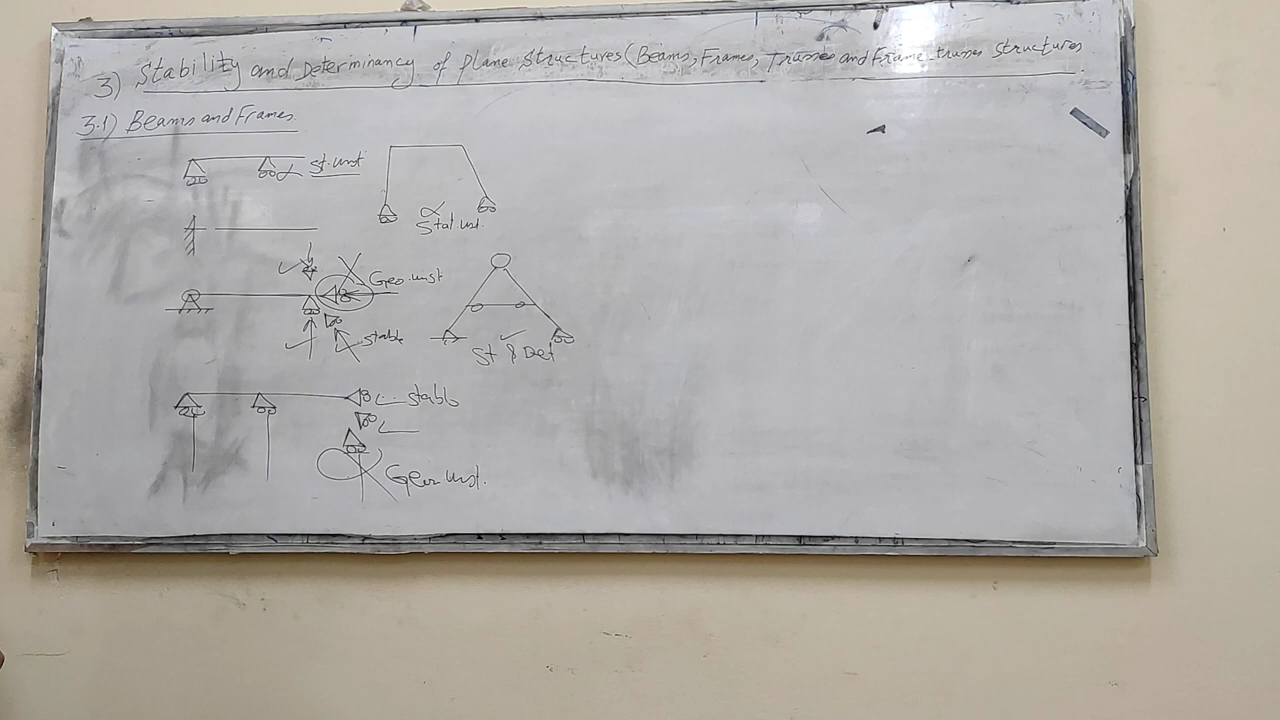 3) Stability and Determinancy of plane structures (Beams, Frames, Trusses and Frame-trusses structures
3.1) Beams and Frames.
St. unst
Stat. unst.
Geo. unst
Stable
St & Det
Stable
Geo. unst.